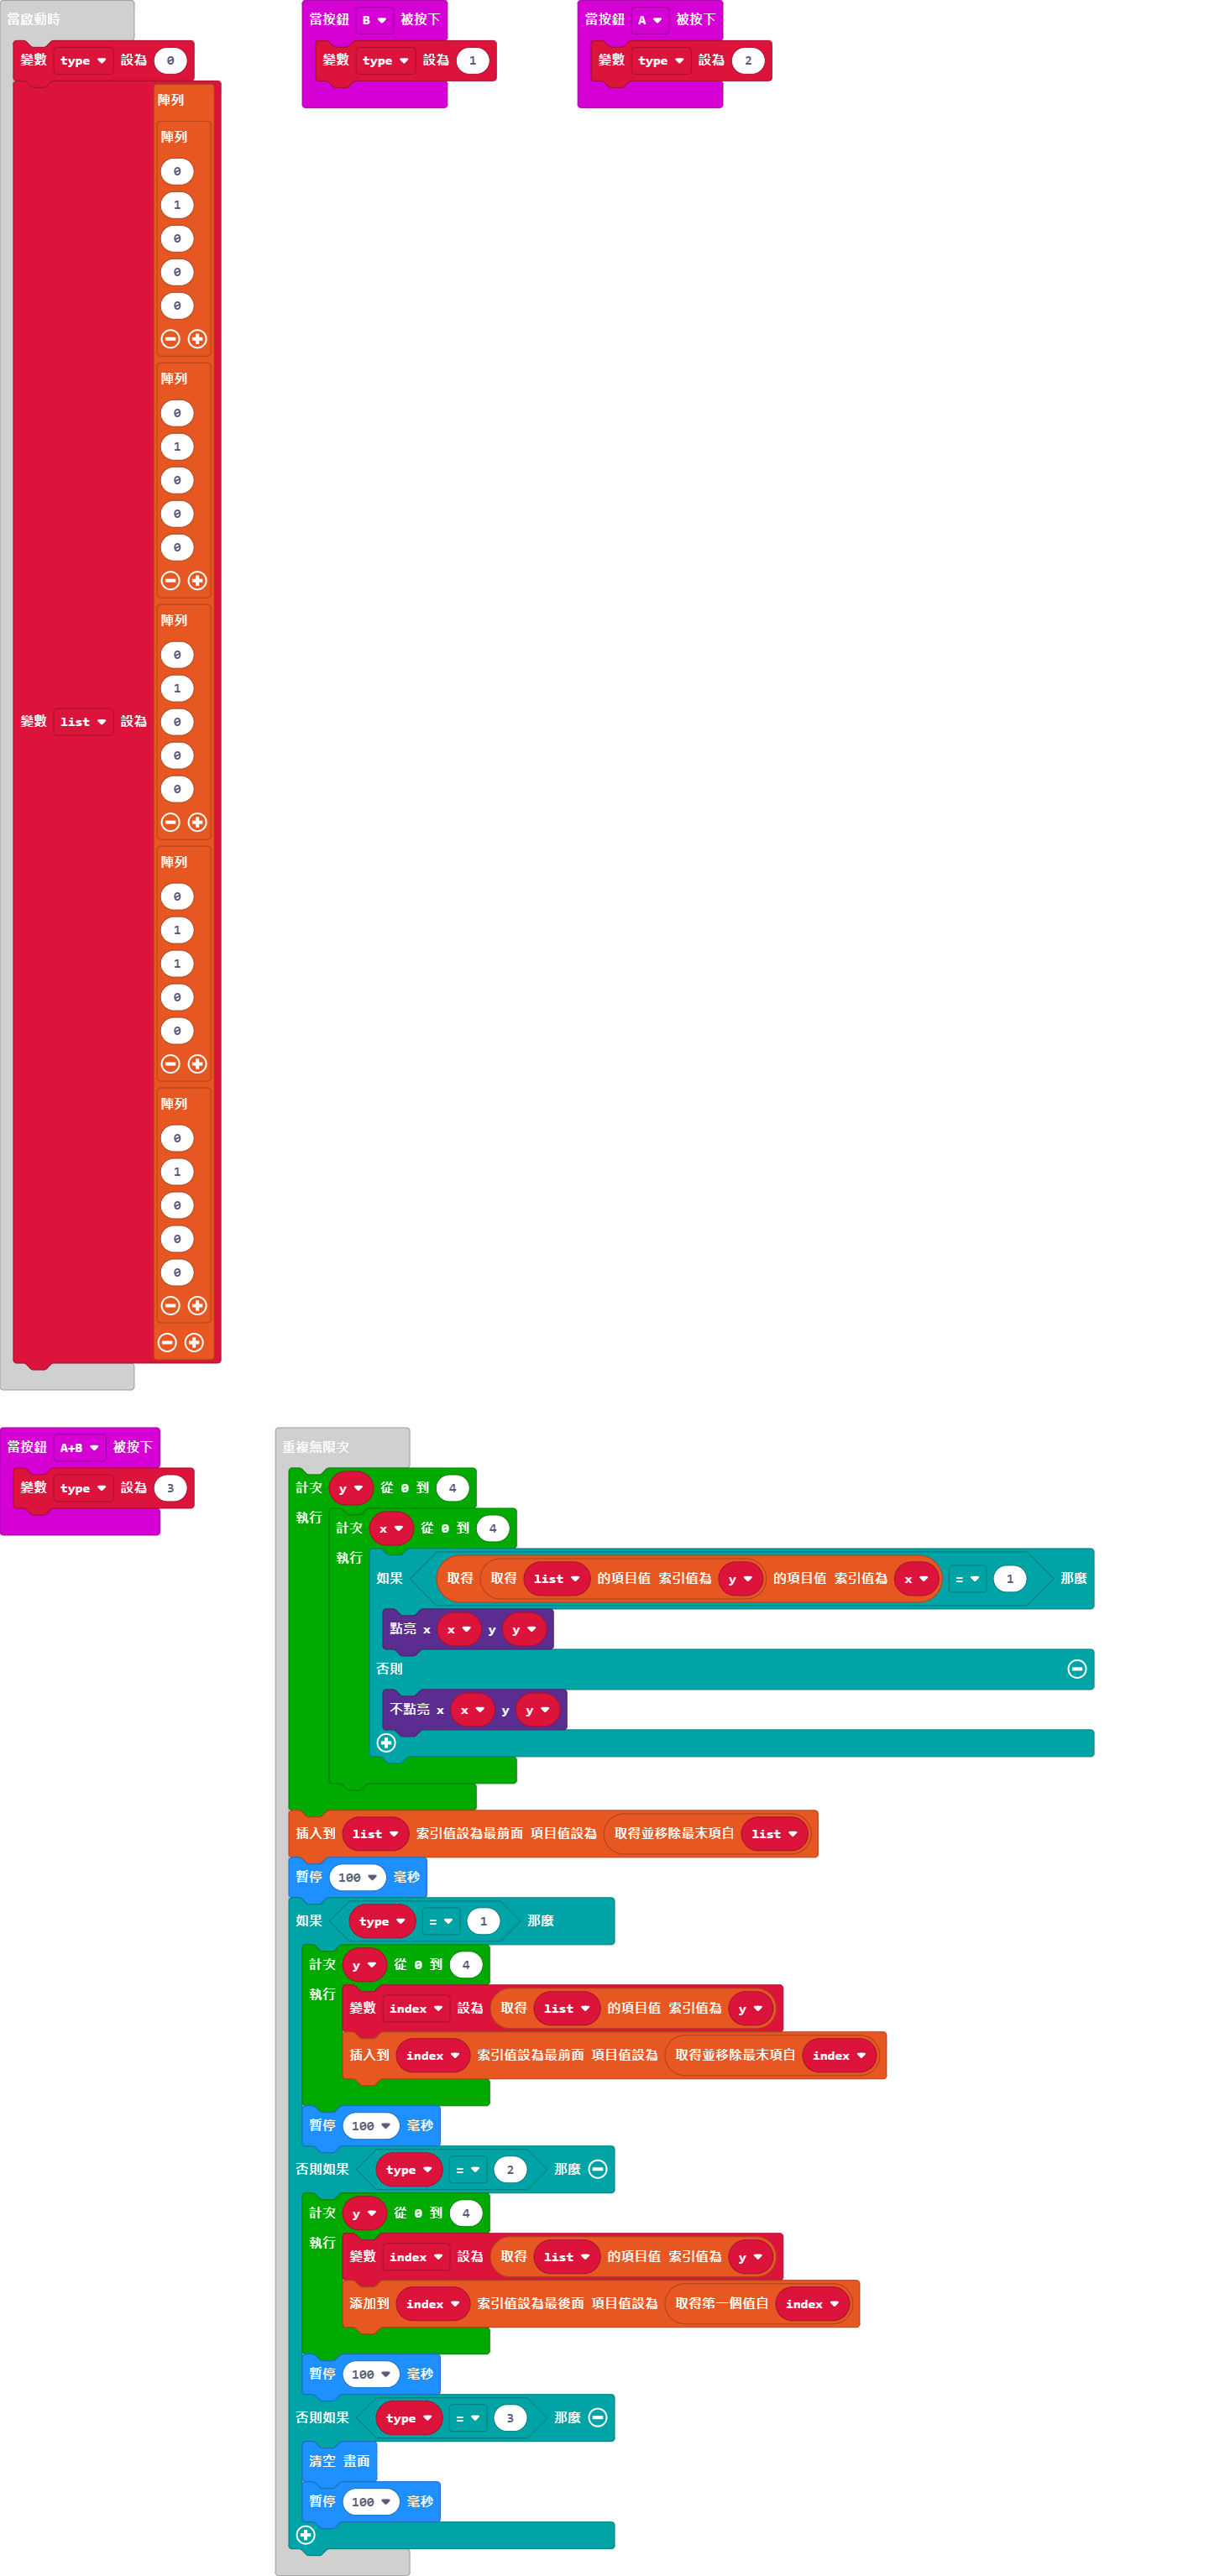 當啟動時
變數 type 設為 0
變數 list 設為
陣列
陣列
0
1
0
0
0
陣列
0
1
0
0
0
陣列
0
1
0
0
0
陣列
0
1
1
0
0
陣列
0
1
0
0
0
當按鈕 B 被按下
變數 type 設為 1
當按鈕 A 被按下
變數 type 設為 2
當按鈕 A+B 被按下
變數 type 設為 3
重複無限次
計次 y 從 0 到 4
執行
計次 x 從 0 到 4
執行
如果 取得 取得 list 的項目值 索引值為 y 的項目值 索引值為 x = 1 那麼
點亮 x x y y
否則
不點亮 x x y y
插入到 list 索引值設為最前面 項目值設為 取得並移除最末項自 list
暫停 100 毫秒
如果 type = 1 那麼
計次 y 從 0 到 4
執行
變數 index 設為 取得 list 的項目值 索引值為 y
插入到 index 索引值設為最前面 項目值設為 取得並移除最末項自 index
暫停 100 毫秒
否則如果 type = 2 那麼
計次 y 從 0 到 4
執行
變數 index 設為 取得 list 的項目值 索引值為 y
添加到 index 索引值設為最後面 項目值設為 取得第一個值自 index
暫停 100 毫秒
否則如果 type = 3 那麼
清空 畫面
暫停 100 毫秒